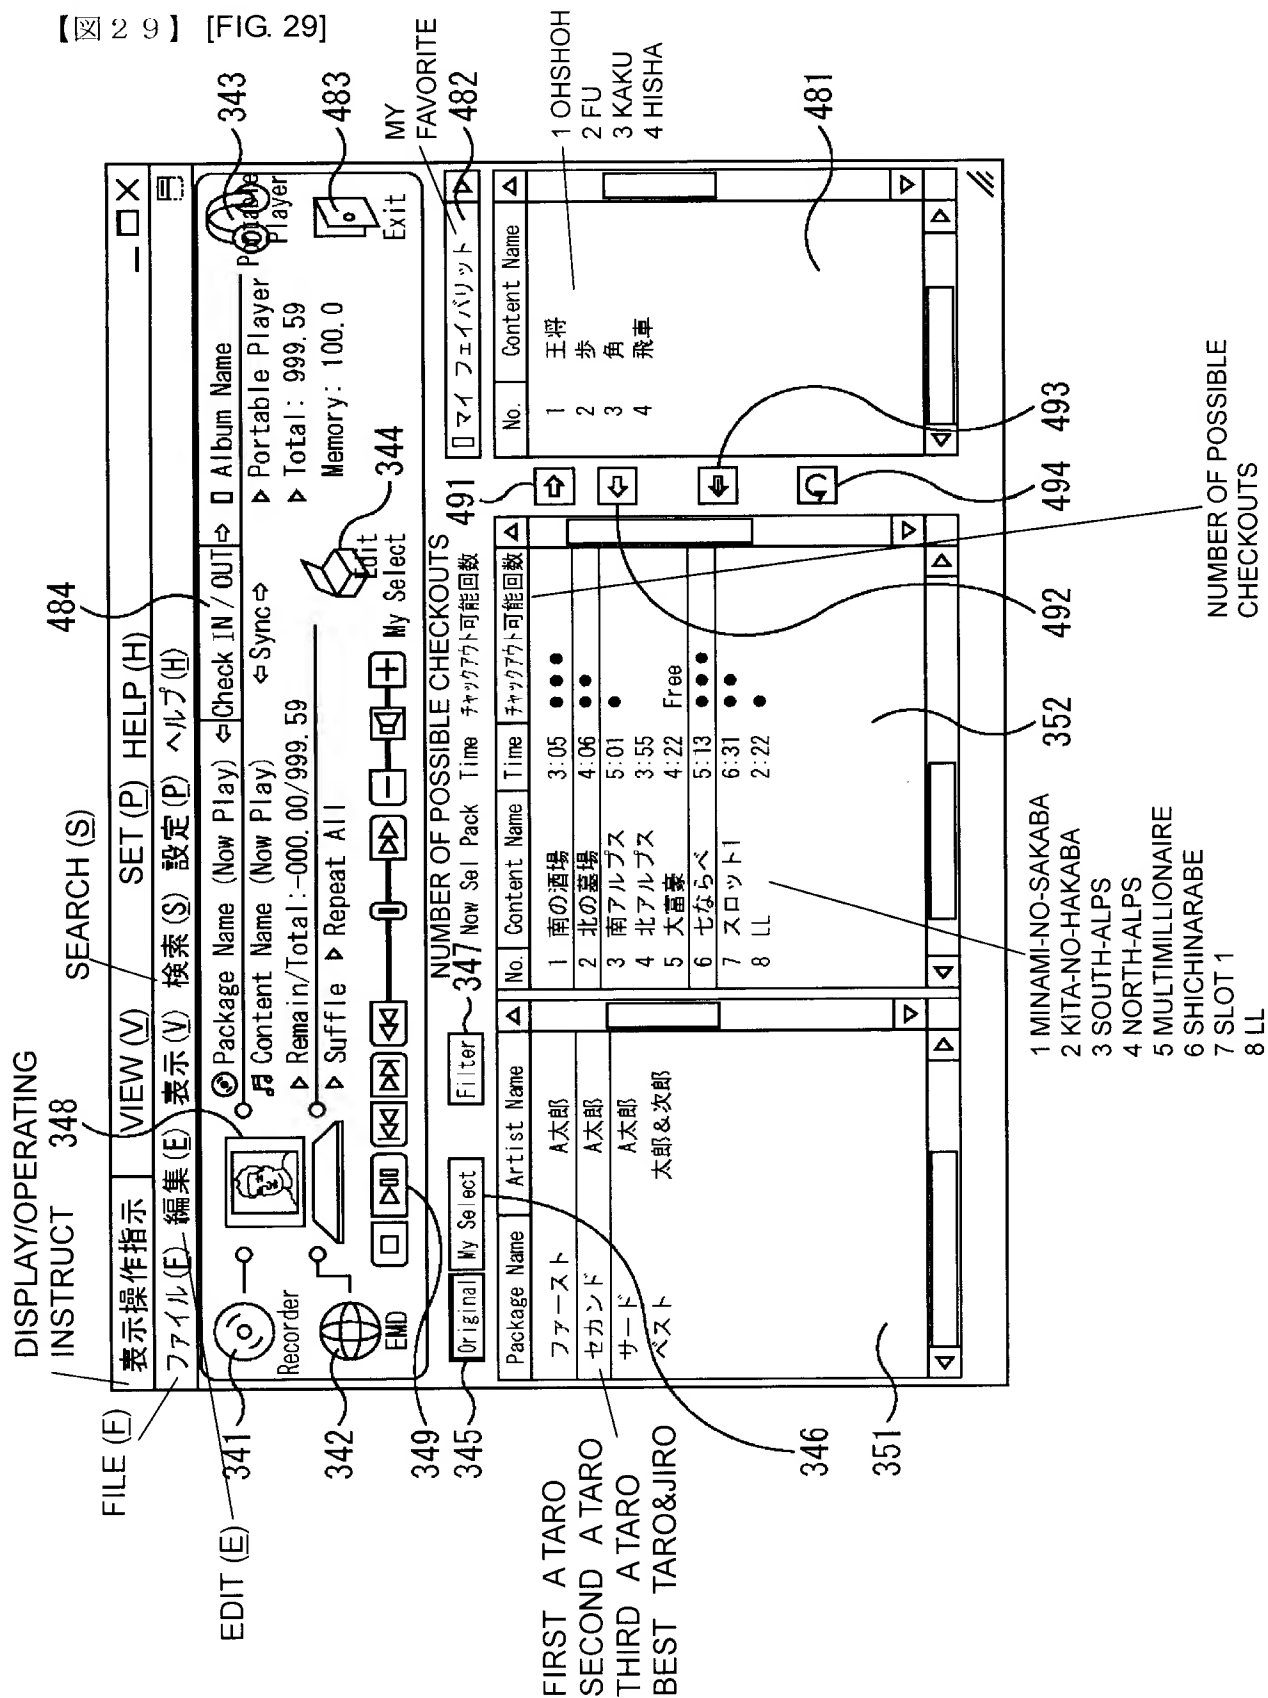 【図２９】 [FIG. 29]
DISPLAY/OPERATING
INSTRUCT
SEARCH (S)
FILE (F)
EDIT (E)
348
484
343
483
表示操作指示
VIEW (V)
SET (P)
HELP (H)
ファイル(F) 編集(E) 表示(V) 検索(S) 設定(P) ヘルプ(H)
341
Recorder
342
EMD
349
Package Name (Now Play)
Content Name (Now Play)
Remain/Total:-000.00/999.59
Suffle
Repeat All
⇦Check IN / OUT⇨
⇦Sync⇨
Album Name
Portable Player
Total: 999.59
Memory: 100.0
Portable
Player
Exit
344
Edit
My Select
MY
FAVORITE
482
NUMBER OF POSSIBLE CHECKOUTS
345
Original
My Select
Filter
347
Now Sel Pack Time チャックアウト可能回数
491
マイ フェイバリット
Package Name Artist Name
ファースト A太郎
セカンド A太郎
サード A太郎
ベスト 太郎&次郎
No. Content Name Time チャックアウト可能回数
1 南の酒場 3:05 ●●●
2 北の墓場 4:06 ●●
3 南アルプス 5:01 ●
4 北アルプス 3:55
5 大富豪 4:22 Free
6 七ならべ 5:13 ●●●
7 スロット1 6:31 ●●
8 LL 2:22 ●
No. Content Name
1 王将
2 歩
3 角
4 飛車
1 OHSHOH
2 FU
3 KAKU
4 HISHA
481
351
346
352
492
494
493
FIRST A TARO
SECOND A TARO
THIRD A TARO
BEST TARO&JIRO
1 MINAMI-NO-SAKABA
2 KITA-NO-HAKABA
3 SOUTH-ALPS
4 NORTH-ALPS
5 MULTIMILLIONAIRE
6 SHICHINARABE
7 SLOT 1
8 LL
NUMBER OF POSSIBLE
CHECKOUTS